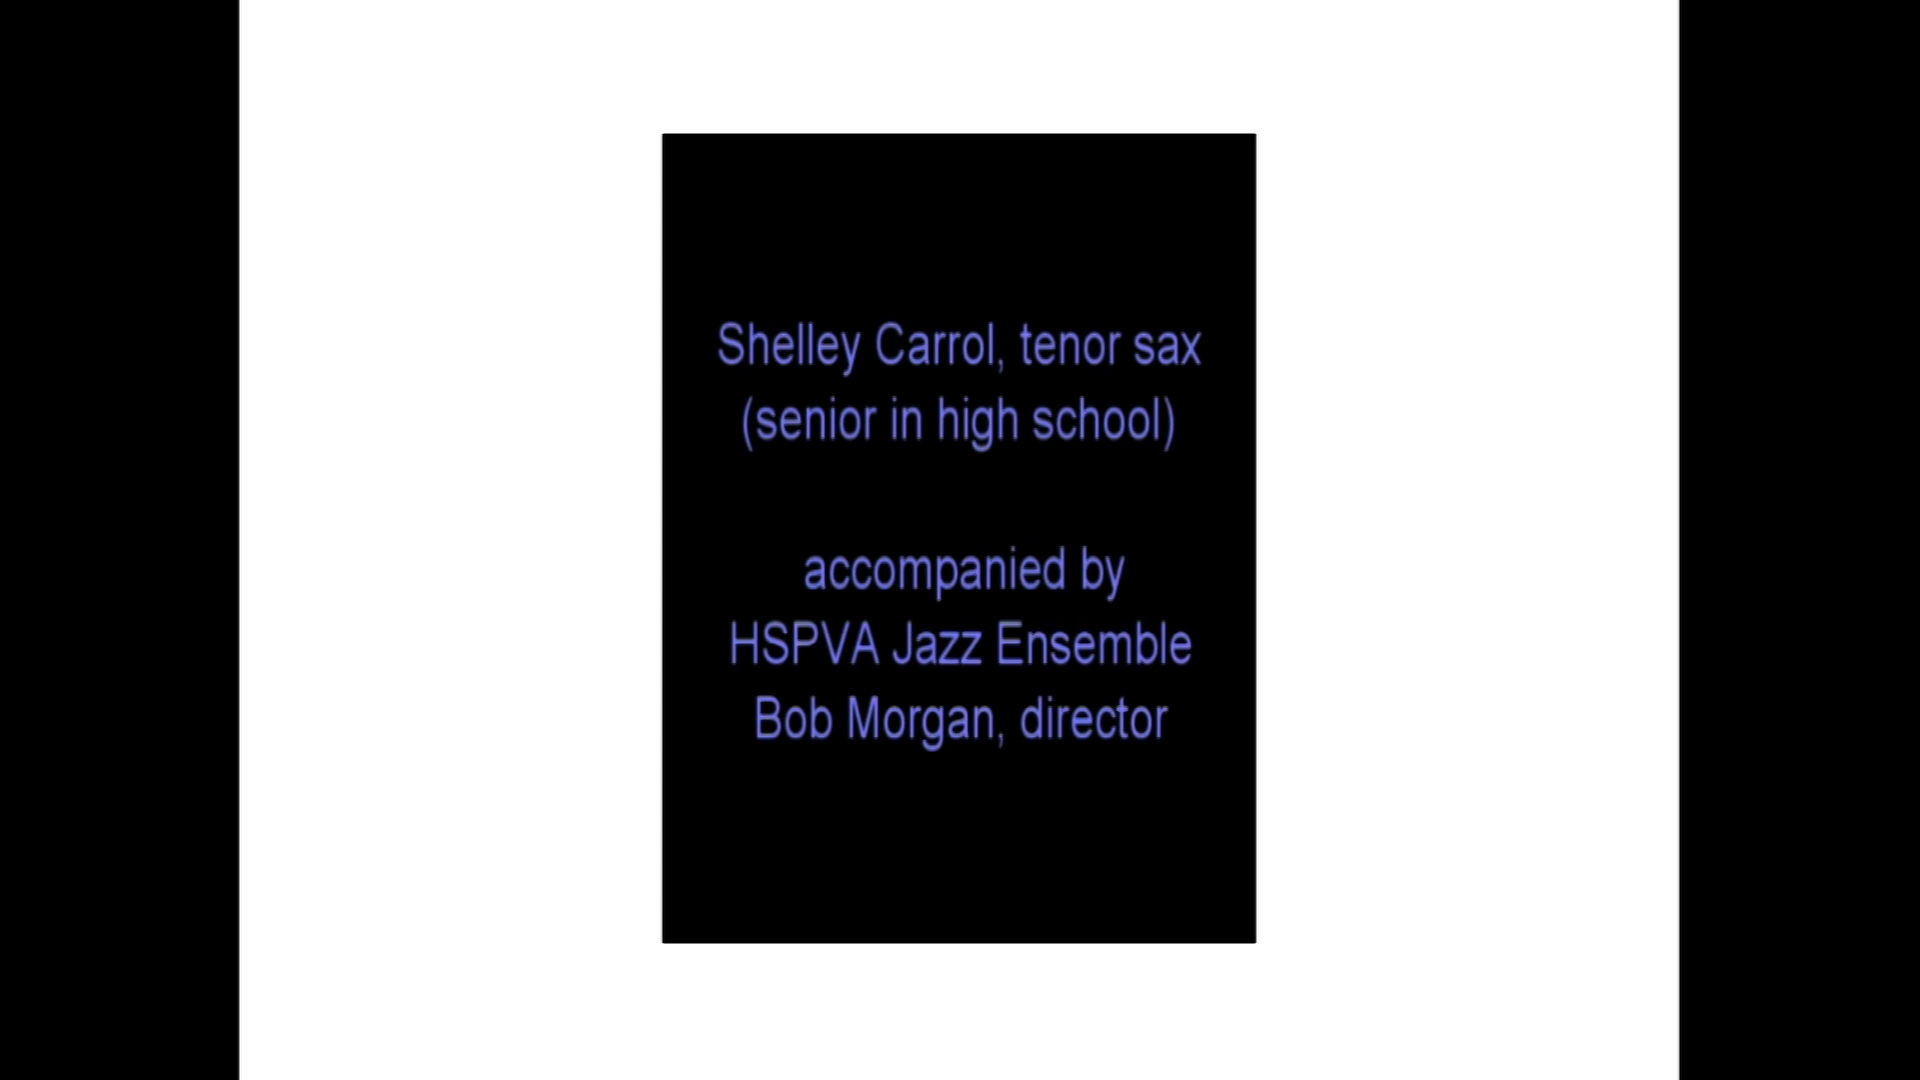 Shelley Carrol, tenor sax
(senior in high school)
accompanied by
HSPVA Jazz Ensemble
Bob Morgan, director